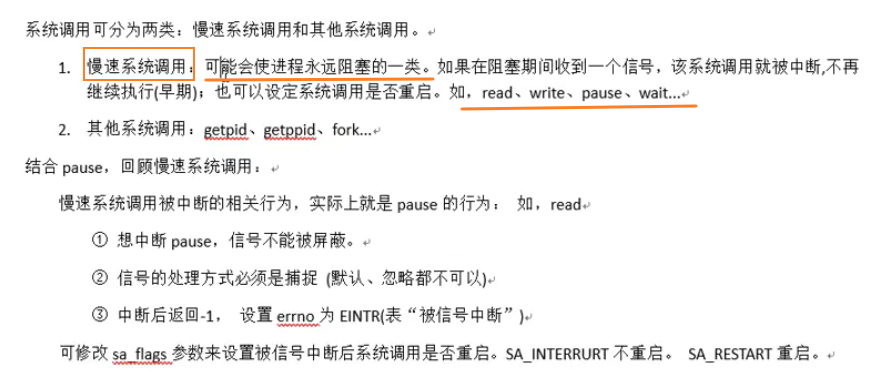 系统调用可分为两类：慢速系统调用和其他系统调用。
1. 慢速系统调用：可能会使进程永远阻塞的一类。如果在阻塞期间收到一个信号，该系统调用就被中断,不再
继续执行(早期)；也可以设定系统调用是否重启。如，read、write、pause、wait...
2. 其他系统调用：getpid、getppid、fork...
结合 pause，回顾慢速系统调用：
慢速系统调用被中断的相关行为，实际上就是 pause 的行为： 如，read
① 想中断 pause，信号不能被屏蔽。
② 信号的处理方式必须是捕捉 (默认、忽略都不可以)
③ 中断后返回-1， 设置 errno 为 EINTR(表“被信号中断”)
可修改 sa_flags 参数来设置被信号中断后系统调用是否重启。SA_INTERRURT 不重启。 SA_RESTART 重启。